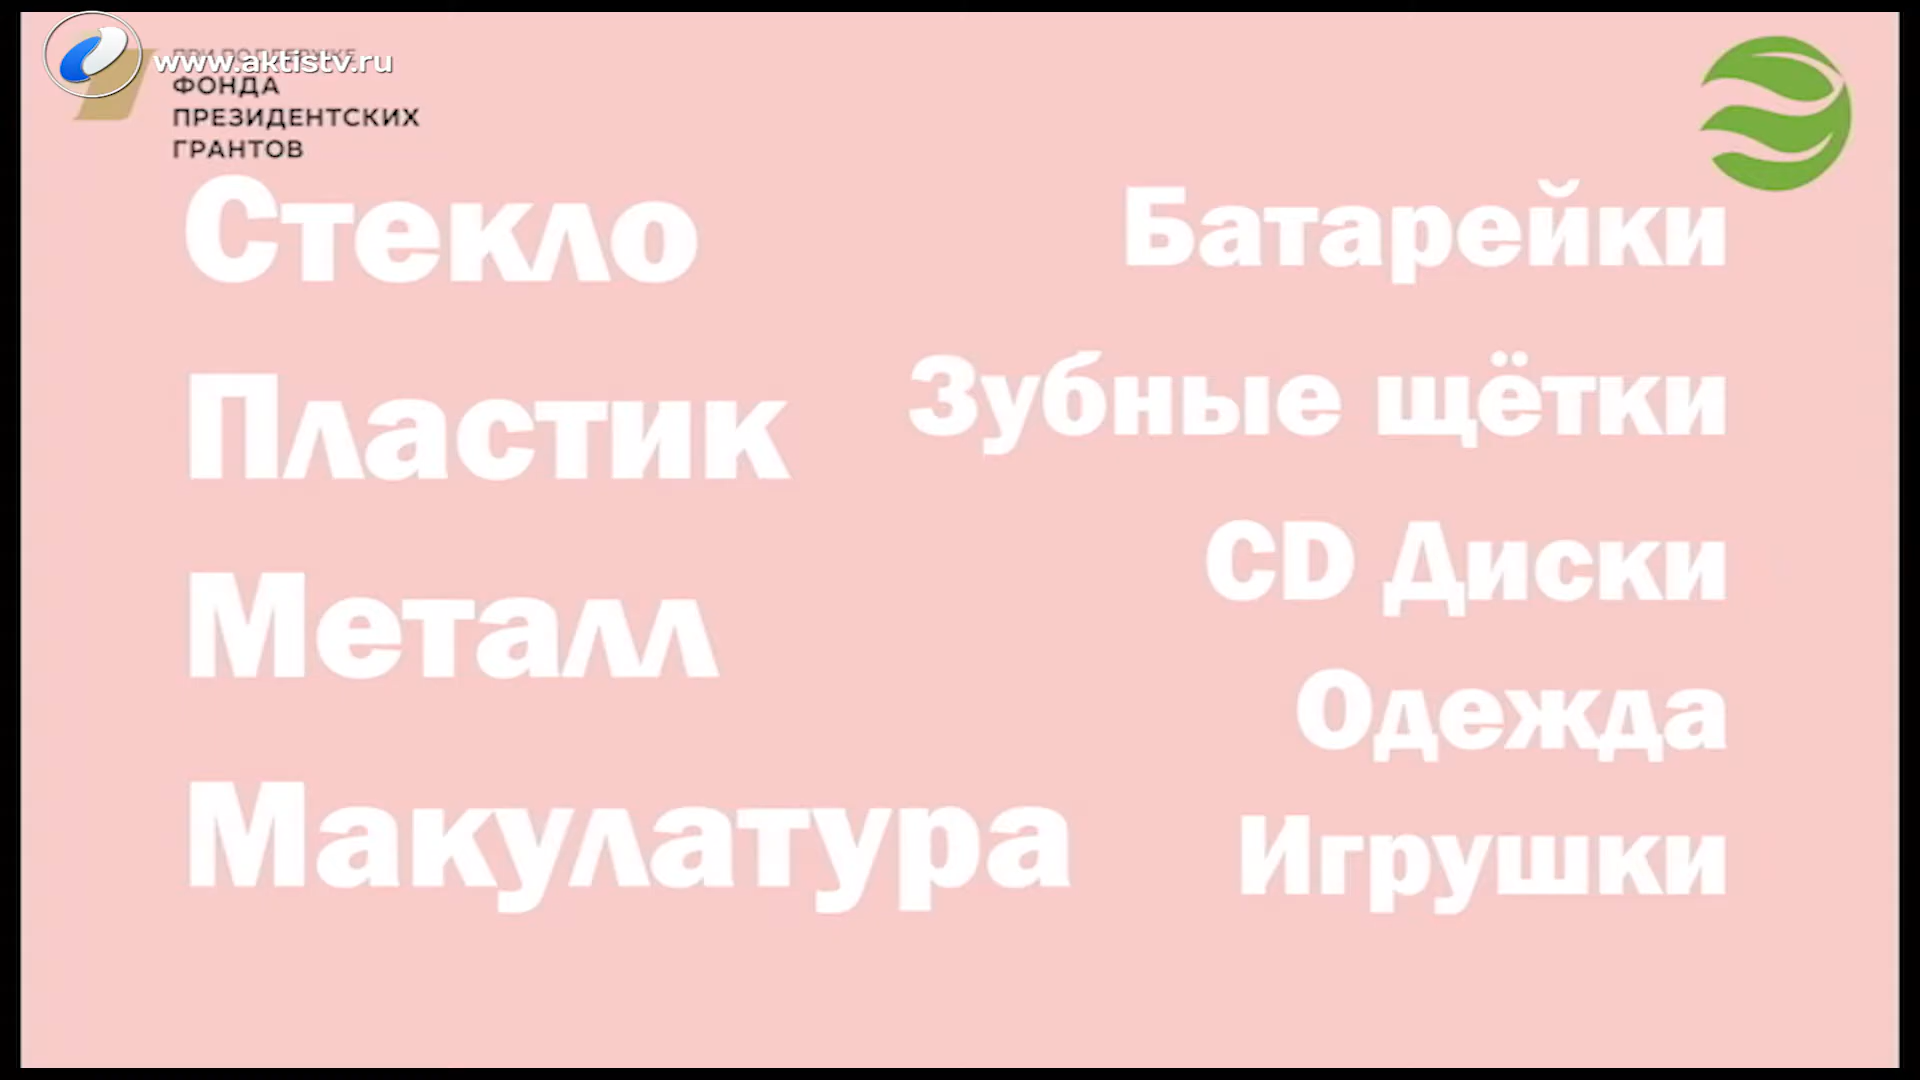 www.aktistv.ru
ФОНДА
ПРЕЗИДЕНТСКИХ
ГРАНТОВ
Стекло
Пластик
Металл
Макулатура
Батарейки
Зубные щётки
CD Диски
Одежда
Игрушки